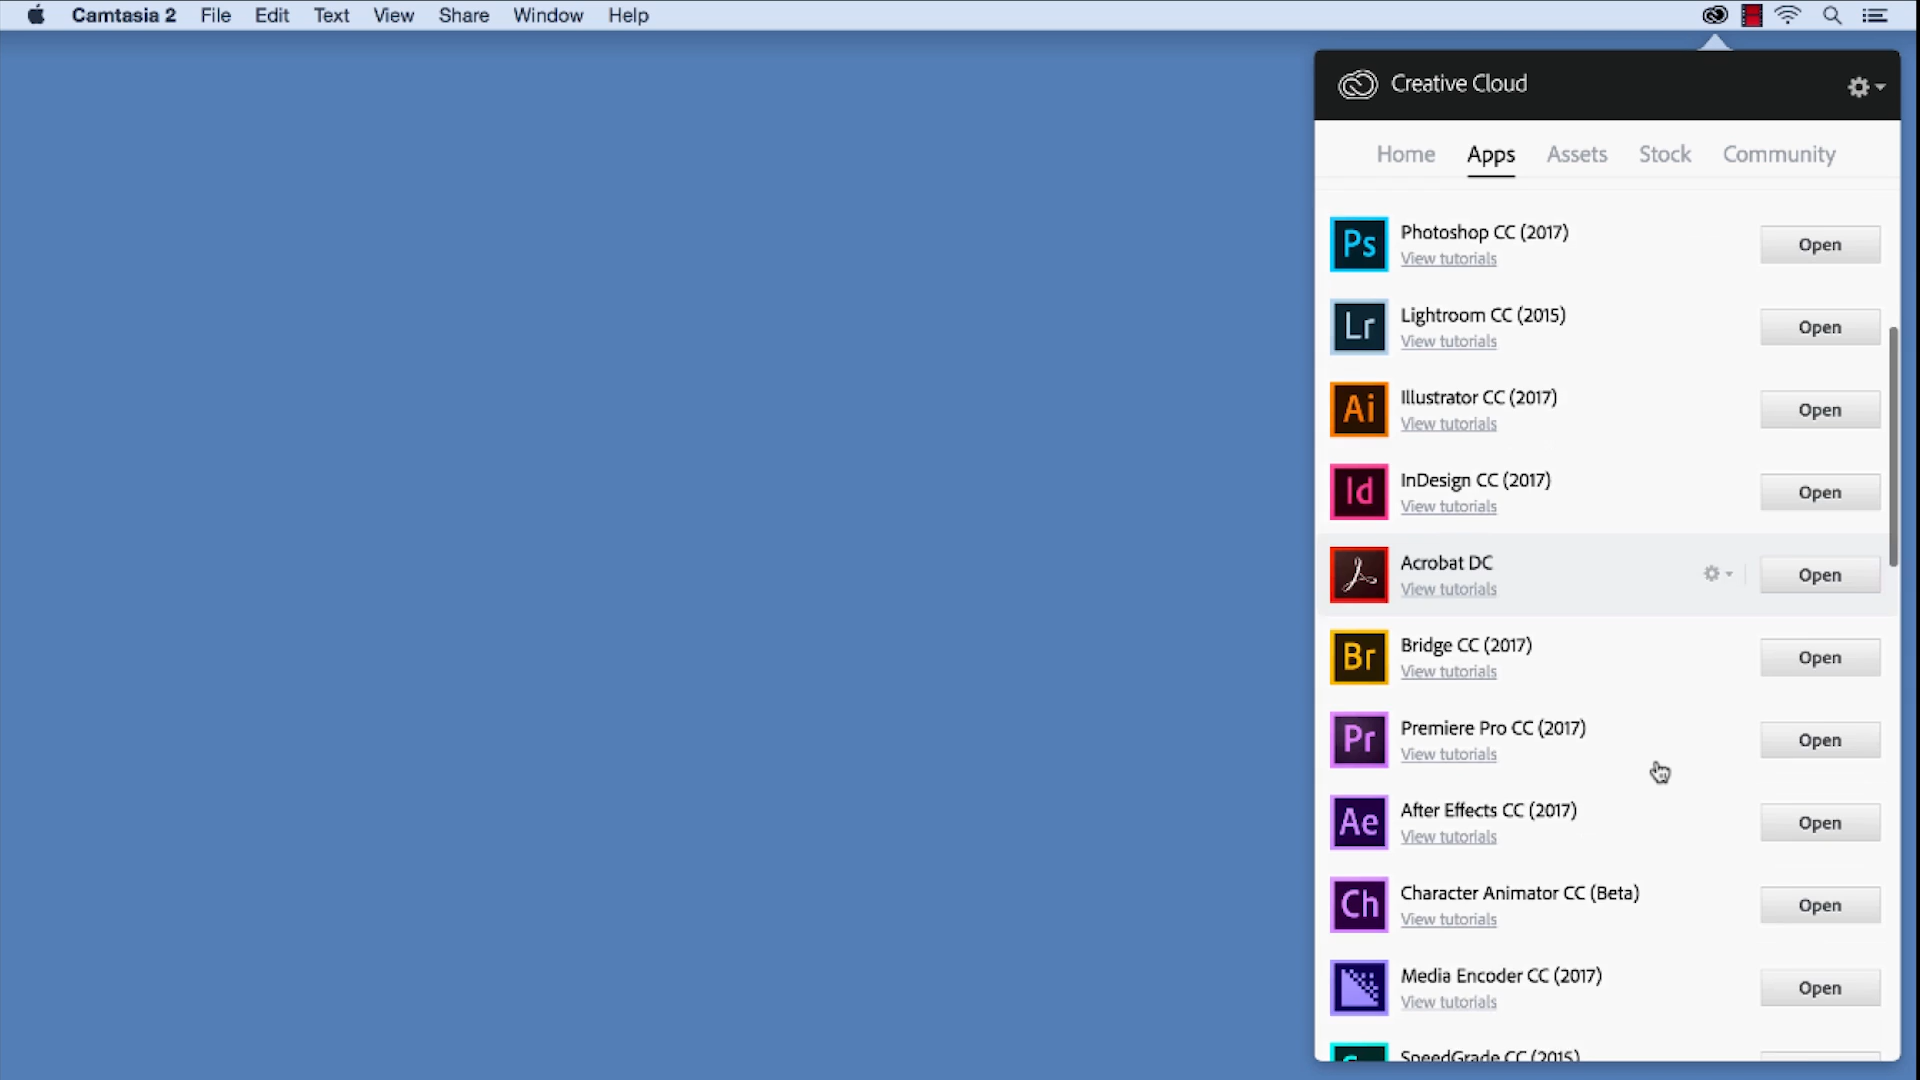 Camtasia 2 File Edit Text View Share Window Help
Creative Cloud
Home Apps Assets Stock Community
Ps Photoshop CC (2017) Open
View tutorials
Lr Lightroom CC (2015) Open
View tutorials
Ai Illustrator CC (2017) Open
View tutorials
Id InDesign CC (2017) Open
View tutorials
Acrobat DC Open
View tutorials
Br Bridge CC (2017) Open
View tutorials
Pr Premiere Pro CC (2017) Open
View tutorials
Ae After Effects CC (2017) Open
View tutorials
Ch Character Animator CC (Beta) Open
View tutorials
Media Encoder CC (2017) Open
View tutorials
SpeedGrade CC (2015)